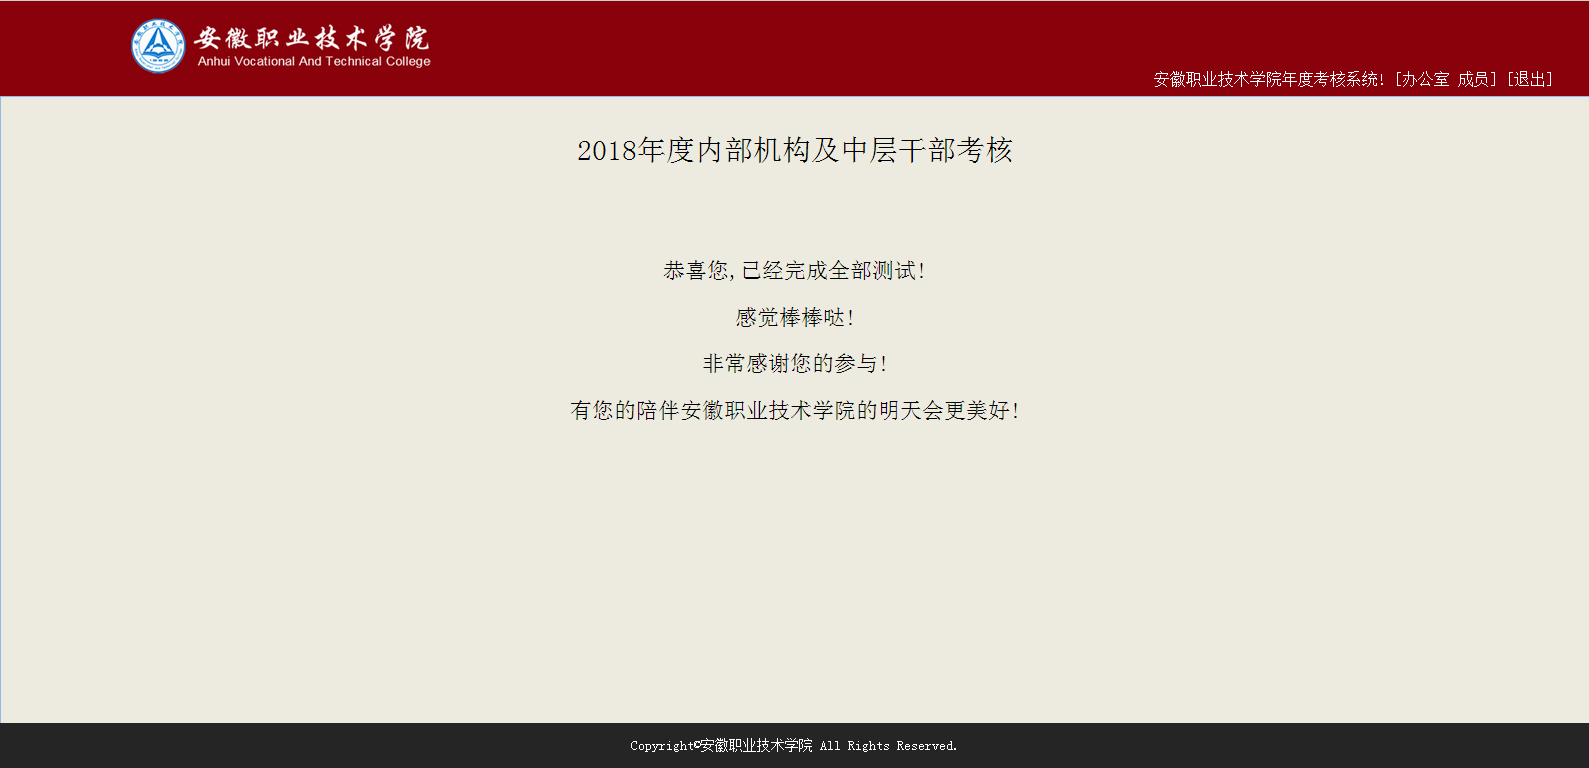 安徽职业技术学院
Anhui Vocational And Technical College
安徽职业技术学院年度考核系统! [办公室 成员] [退出]
2018年度内部机构及中层干部考核
恭喜您,已经完成全部测试!
感觉棒棒哒!
非常感谢您的参与!
有您的陪伴安徽职业技术学院的明天会更美好!
Copyright©安徽职业技术学院 All Rights Reserved.